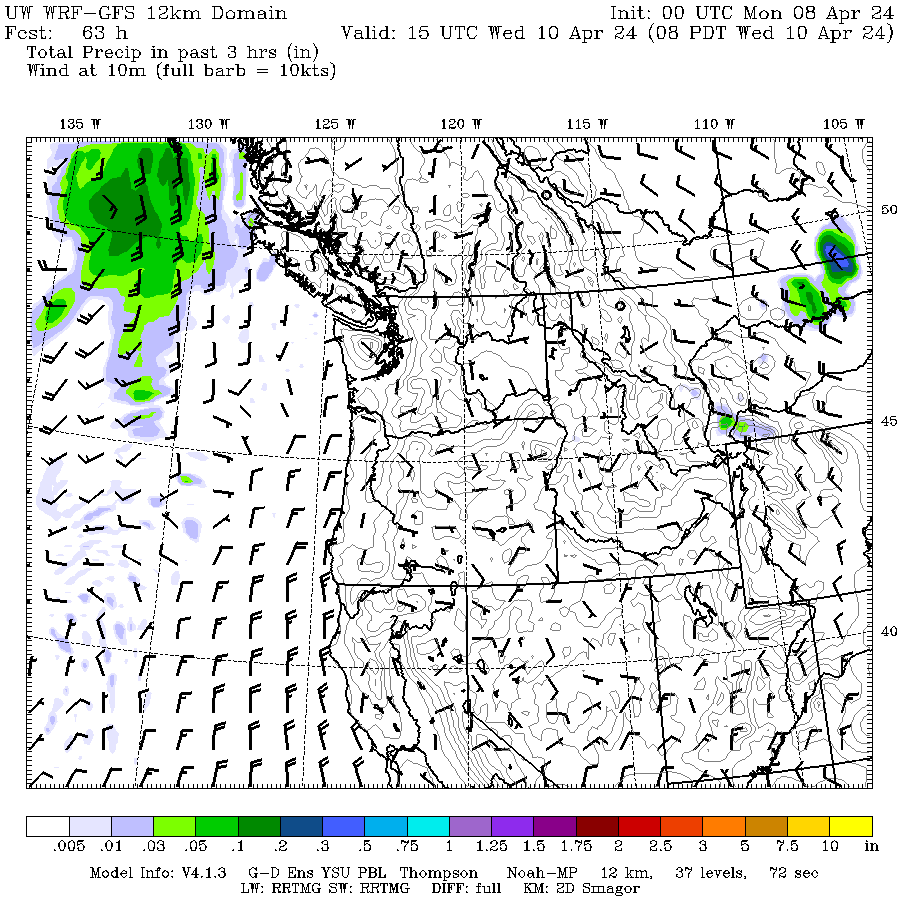 UW WRF-GFS 12km Domain Init: 00 UTC Mon 08 Apr 24
Fcst: 63 h Valid: 15 UTC Wed 10 Apr 24 (08 PDT Wed 10 Apr 24)
Total Precip in past 3 hrs (in)
Wind at 10m (full barb = 10kts)
135 W 130 W 125 W 120 W 115 W 110 W 105 W
50
45
40
.005 .01 .03 .05 .1 .2 .3 .5 .75 1 1.25 1.5 1.75 2 2.5 3 5 7.5 10 in
Model Info: V4.1.3 G-D Ens YSU PBL Thompson Noah-MP 12 km, 37 levels, 72 sec
LW: RRTMG SW: RRTMG DIFF: full KM: 2D Smagor